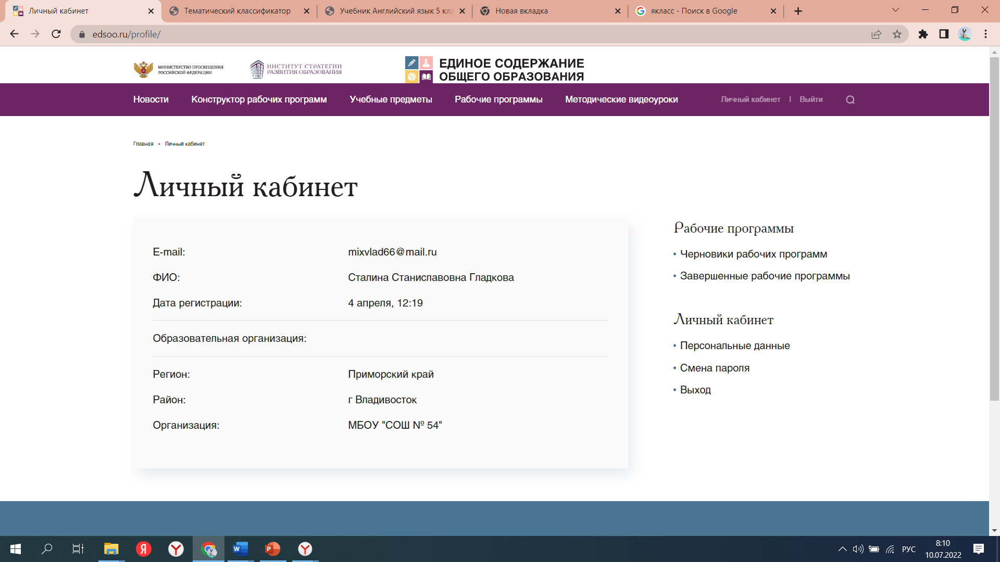 Личный кабинет
Тематический классификатор
Учебник Английский язык 5 кла
Новая вкладка
якласс - Поиск в Google
edsoo.ru/profile/
МИНИСТЕРСТВО ПРОСВЕЩЕНИЯ
РОССИЙСКОЙ ФЕДЕРАЦИИ
ИНСТИТУТ СТРАТЕГИИ
РАЗВИТИЯ ОБРАЗОВАНИЯ
ЕДИНОЕ СОДЕРЖАНИЕ
ОБЩЕГО ОБРАЗОВАНИЯ
Новости Конструктор рабочих программ Учебные предметы Рабочие программы Методические видеоуроки Личный кабинет | Выйти
Главная • Личный кабинет
Личный кабинет
E-mail: mixvlad66@mail.ru
ФИО: Сталина Станиславовна Гладкова
Дата регистрации: 4 апреля, 12:19
Образовательная организация:
Регион: Приморский край
Район: г Владивосток
Организация: МБОУ "СОШ № 54"
Рабочие программы
• Черновики рабочих программ
• Завершенные рабочие программы
Личный кабинет
• Персональные данные
• Смена пароля
• Выход
РУС
8:10
10.07.2022